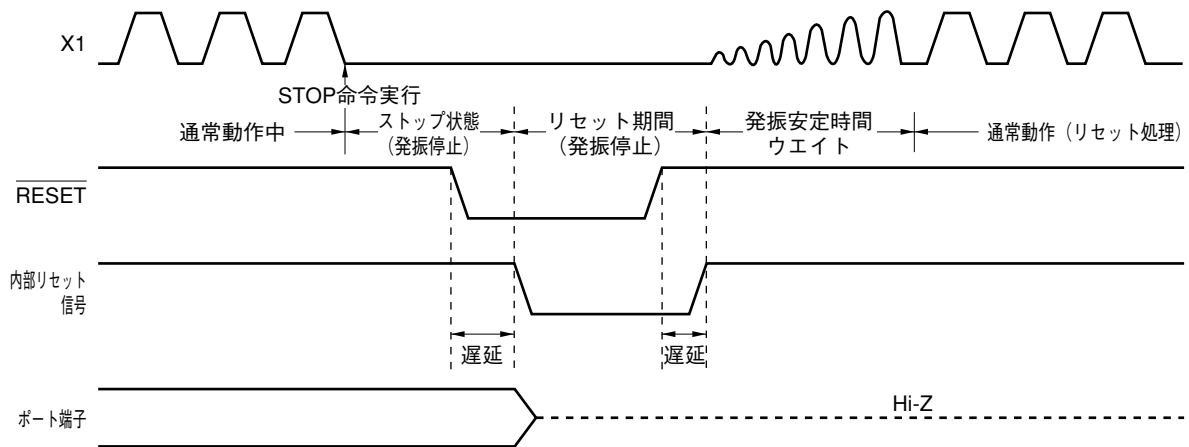 X1
STOP命令実行
通常動作中
ストップ状態
(発振停止)
リセット期間
(発振停止)
発振安定時間
ウエイト
通常動作(リセット処理)
RESET
内部リセット
信号
遅延
遅延
ポート端子
Hi-Z